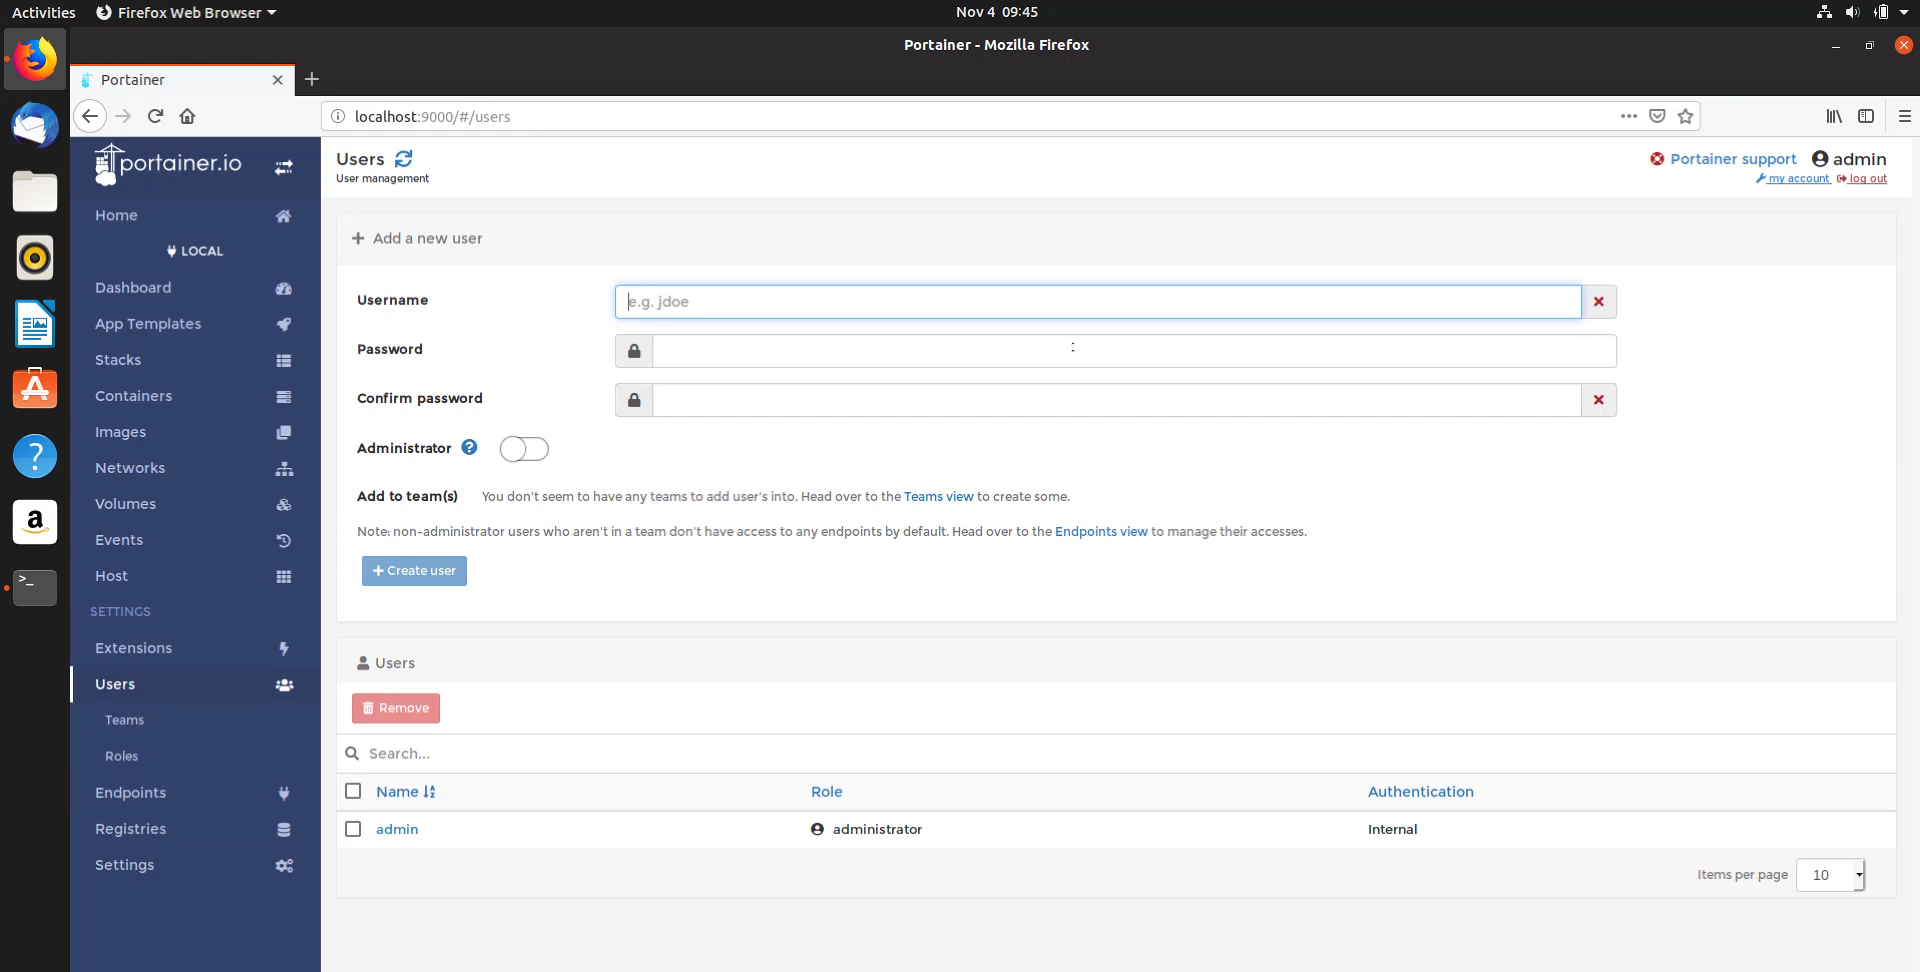 Activities
Firefox Web Browser
Nov 4 09:45
Portainer - Mozilla Firefox
Portainer
localhost:9000/#/users
portainer.io
Home
LOCAL
Dashboard
App Templates
Stacks
Containers
Images
Networks
Volumes
Events
Host
SETTINGS
Extensions
Users
Teams
Roles
Endpoints
Registries
Settings
Users
User management
Portainer support
admin
my account
log out
Add a new user
Username
e.g. jdoe
Password
Confirm password
Administrator ?
Add to team(s) You don't seem to have any teams to add user's into. Head over to the Teams view to create some.
Note: non-administrator users who aren't in a team don't have access to any endpoints by default. Head over to the Endpoints view to manage their accesses.
+ Create user
Users
Remove
Search...
Name Role Authentication
admin administrator Internal
Items per page 10